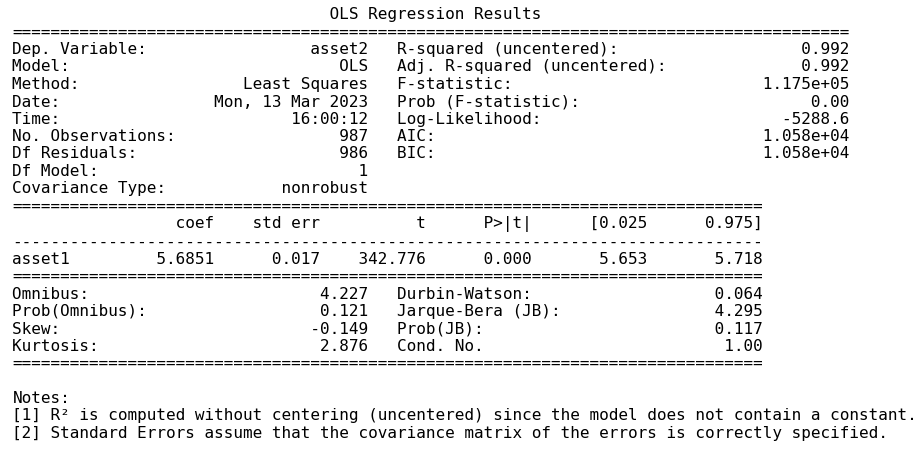 OLS Regression Results
=======================================================================================
Dep. Variable:                 asset2   R-squared (uncentered):                   0.992
Model:                            OLS   Adj. R-squared (uncentered):              0.992
Method:                 Least Squares   F-statistic:                          1.175e+05
Date:                Mon, 13 Mar 2023   Prob (F-statistic):                        0.00
Time:                        16:00:12   Log-Likelihood:                         -5288.6
No. Observations:                 987   AIC:                                  1.058e+04
Df Residuals:                     986   BIC:                                  1.058e+04
Df Model:                           1
Covariance Type:            nonrobust
==============================================================================
                 coef    std err          t      P>|t|      [0.025      0.975]
------------------------------------------------------------------------------
asset1         5.6851      0.017    342.776      0.000       5.653       5.718
==============================================================================
Omnibus:                        4.227   Durbin-Watson:                   0.064
Prob(Omnibus):                  0.121   Jarque-Bera (JB):                4.295
Skew:                          -0.149   Prob(JB):                        0.117
Kurtosis:                       2.876   Cond. No.                         1.00
==============================================================================

Notes:
[1] R² is computed without centering (uncentered) since the model does not contain a constant.
[2] Standard Errors assume that the covariance matrix of the errors is correctly specified.